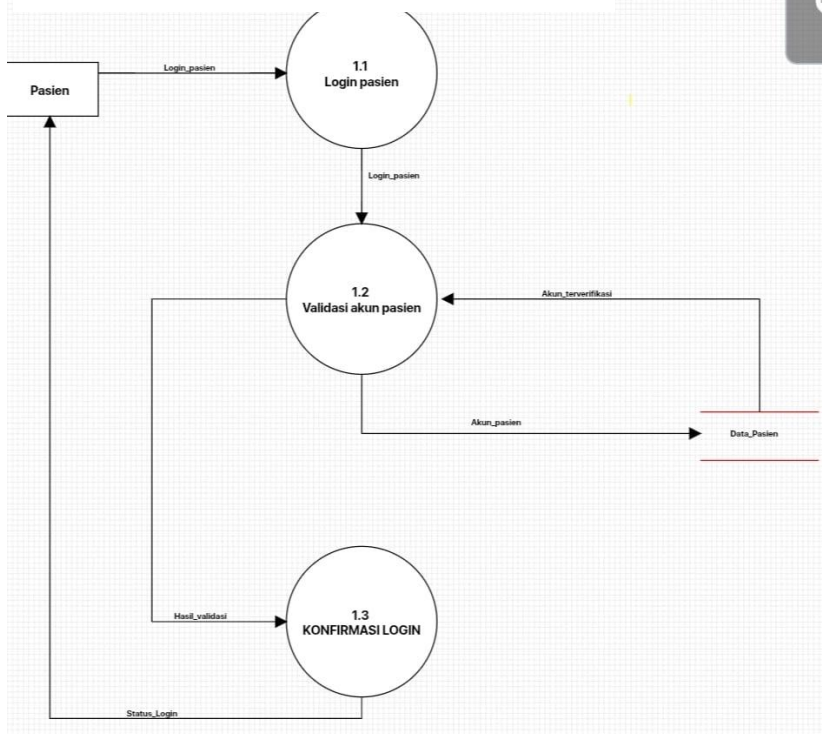 Pasien
Login_pasien
1.1
Login pasien
Login_pasien
1.2
Validasi akun pasien
Akun_terverifikasi
Akun_pasien
Data_Pasien
Hasil_validasi
1.3
KONFIRMASI LOGIN
Status_Login